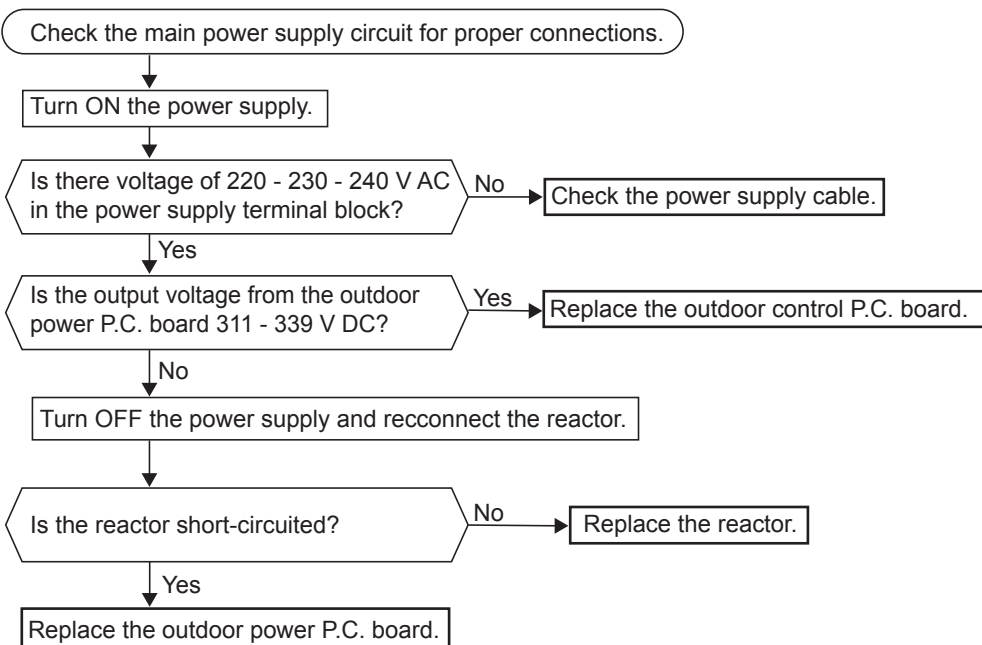 Check the main power supply circuit for proper connections.
Turn ON the power supply.
Is there voltage of 220 - 230 - 240 V AC
in the power supply terminal block?
No
Check the power supply cable.
Yes
Is the output voltage from the outdoor
power P.C. board 311 - 339 V DC?
Yes
Replace the outdoor control P.C. board.
No
Turn OFF the power supply and recconnect the reactor.
Is the reactor short-circuited?
No
Replace the reactor.
Yes
Replace the outdoor power P.C. board.